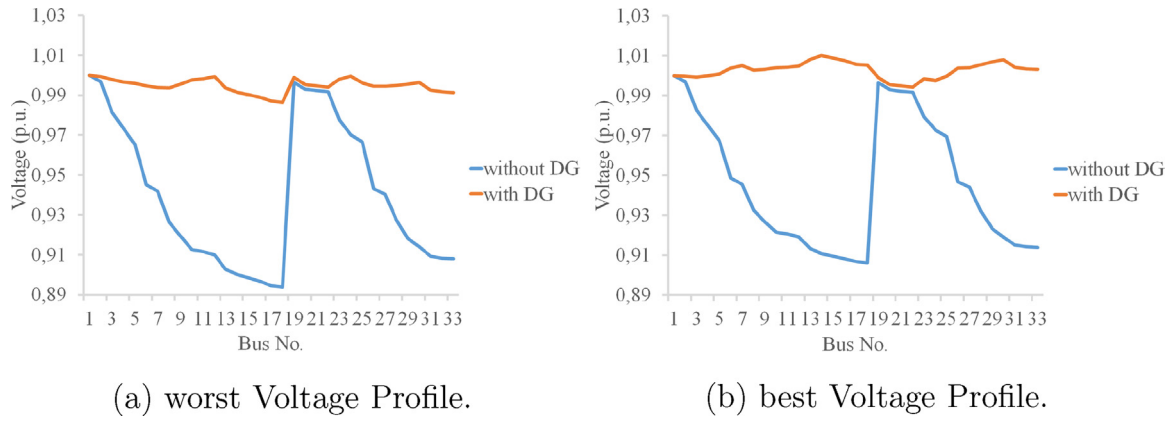 1,03
1,01
0,99
0,97
0,95
0,93
0,91
0,89
Voltage (p.u.)
1 3 5 7 9 11 13 15 17 19 21 23 25 27 29 31 33
Bus No.
without DG
with DG
(a) worst Voltage Profile.
1,03
1,01
0,99
0,97
0,95
0,93
0,91
0,89
Voltage (p.u.)
1 3 5 7 9 11 13 15 17 19 21 23 25 27 29 31 33
Bus No.
without DG
with DG
(b) best Voltage Profile.